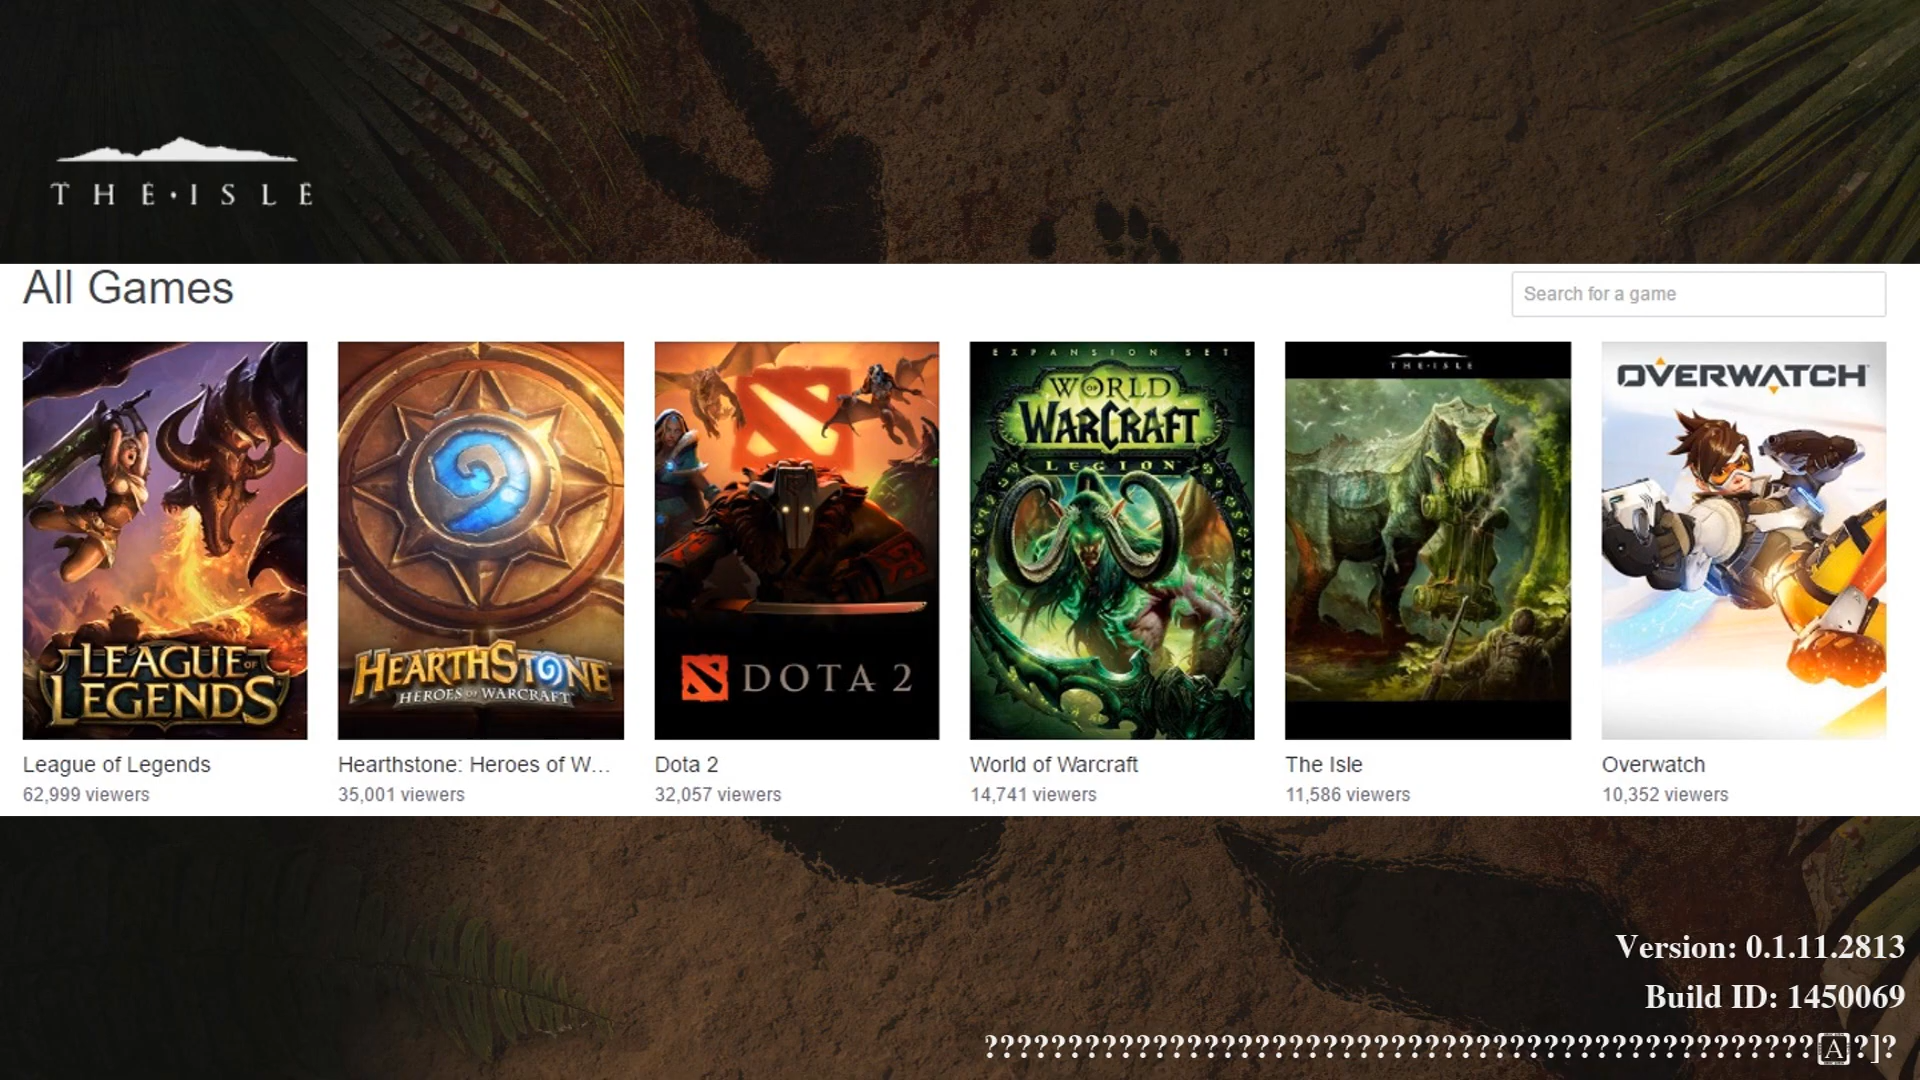 THE·ISLE
All Games
Search for a game
LEAGUE OF LEGENDS
HEARTHSTONE
HEROES OF WARCRAFT
DOTA 2
EXPANSION SET
WORLD OF WARCRAFT
LEGION
THE·ISLE
OVERWATCH
League of Legends
62,999 viewers
Hearthstone: Heroes of W...
35,001 viewers
Dota 2
32,057 viewers
World of Warcraft
14,741 viewers
The Isle
11,586 viewers
Overwatch
10,352 viewers
Version: 0.1.11.2813
Build ID: 1450069